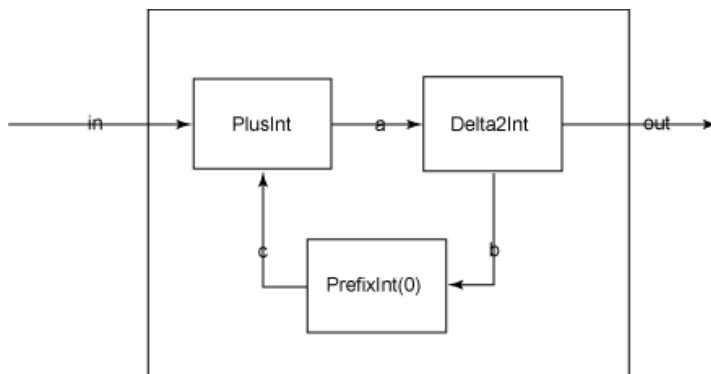 in
PlusInt
a
Delta2Int
out
c
b
PrefixInt(0)